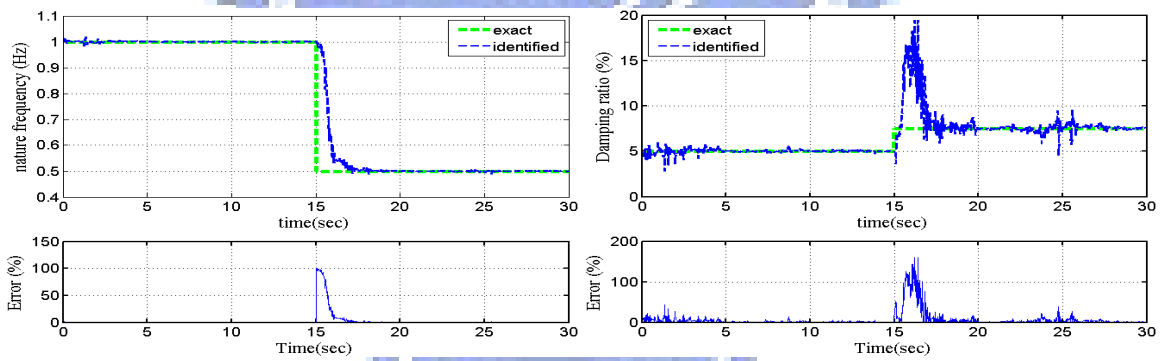 exact
identified
nature frequency (Hz)
1.1
1
0.9
0.8
0.7
0.6
0.5
0.4
0 5 10 15 20 25 30
time(sec)
Error (%)
150
100
50
0
0 5 10 15 20 25 30
Time(sec)
exact
identified
Damping ratio (%)
20
15
10
5
0
0 5 10 15 20 25 30
time(sec)
Error (%)
200
100
0
0 5 10 15 20 25 30
Time(sec)